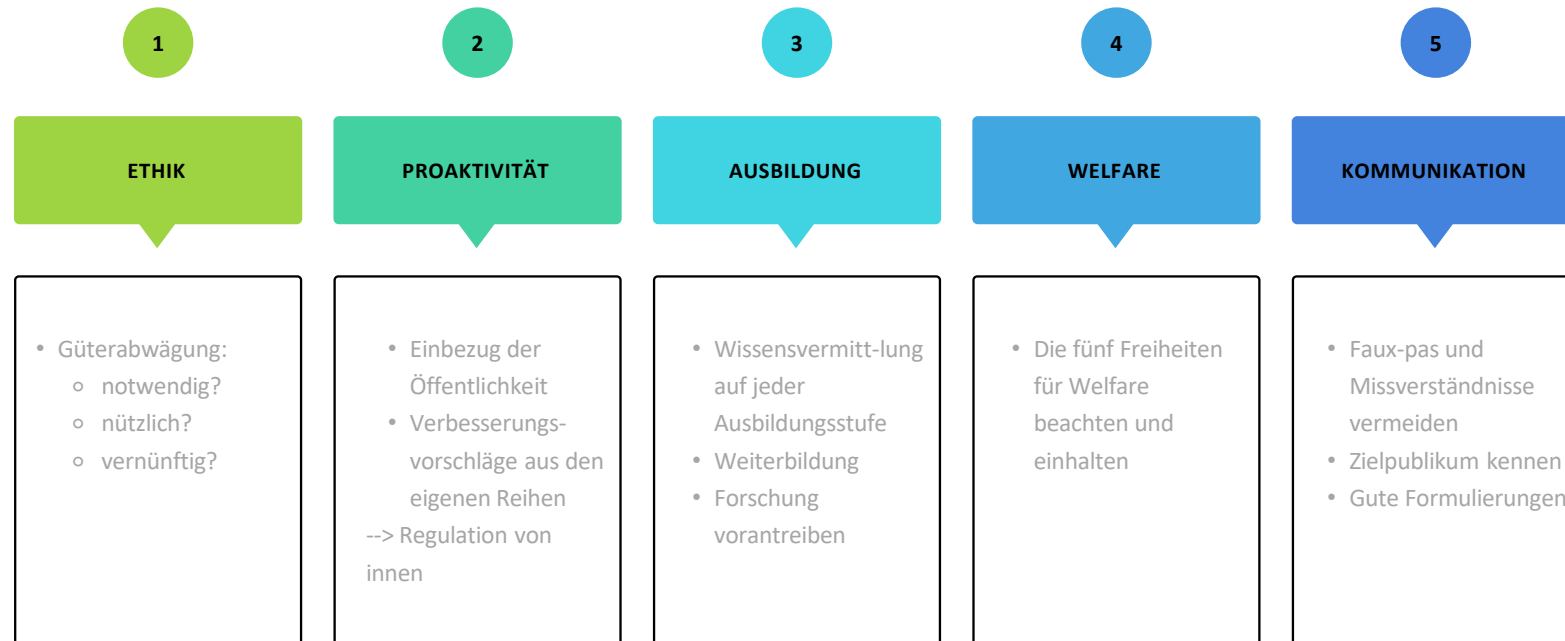 1
2
3
4
5
ETHIK
PROAKTIVITÄT
AUSBILDUNG
WELFARE
KOMMUNIKATION
• Güterabwägung:
○ notwendig?
○ nützlich?
○ vernünftig?
• Einbezug der
Öffentlichkeit
• Verbesserungs-
vorschläge aus den
eigenen Reihen
--> Regulation von
innen
• Wissensvermitt-lung
auf jeder
Ausbildungsstufe
• Weiterbildung
• Forschung
vorantreiben
• Die fünf Freiheiten
für Welfare
beachten und
einhalten
• Faux-pas und
Missverständnisse
vermeiden
• Zielpublikum kennen
• Gute Formulierungen